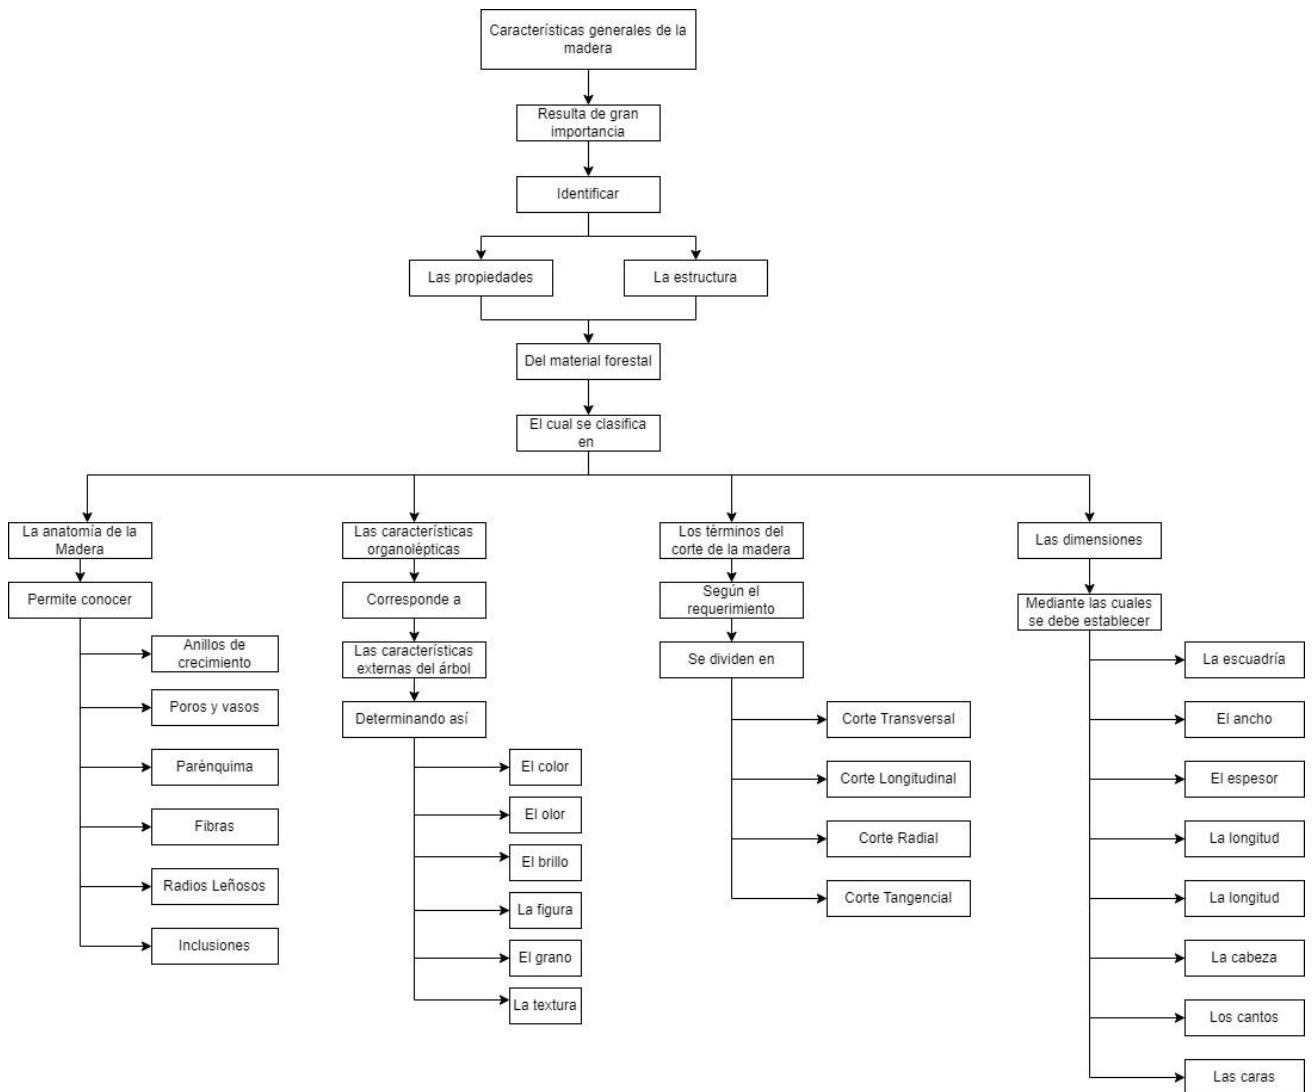 Características generales de la
madera
Resulta de gran
importancia
Identificar
Las propiedades
La estructura
Del material forestal
El cual se clasifica
en
La anatomía de la
Madera
Permite conocer
Anillos de
crecimiento
Poros y vasos
Parénquima
Fibras
Radios Leñosos
Inclusiones
Las características
organolépticas
Corresponde a
Las características
externas del árbol
Determinando así
El color
El olor
El brillo
La figura
El grano
La textura
Los términos del
corte de la madera
Según el
requerimiento
Se dividen en
Corte Transversal
Corte Longitudinal
Corte Radial
Corte Tangencial
Las dimensiones
Mediante las cuales
se debe establecer
La escuadría
El ancho
El espesor
La longitud
La longitud
La cabeza
Los cantos
Las caras